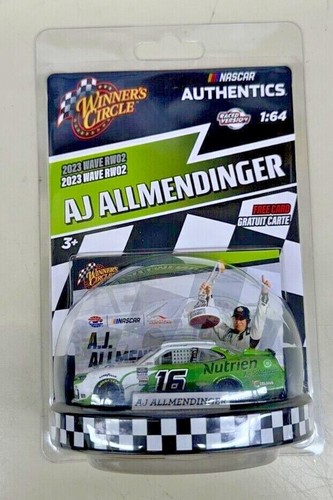 WINNER'S
CIRCLE
NASCAR
AUTHENTICS
RACED
VERSION
1:64
2023 WAVE RW02
2023 WAVE RW02
AJ ALLMENDINGER
FREE CARD
GRATUIT CARTE
3+
WINNER'S
CIRCLE
NASCAR
A.J.
ALLMEN
Nutrien
16
AJ ALLMENDINGER